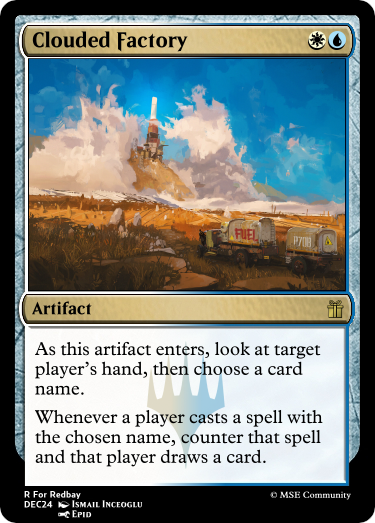 Clouded Factory
FUEL
P70B
Artifact
As this artifact enters, look at target
player's hand, then choose a card
name.
Whenever a player casts a spell with
the chosen name, counter that spell
and that player draws a card.
R For Redbay
DEC24 Ismail Inceoglu
Epid
© MSE Community